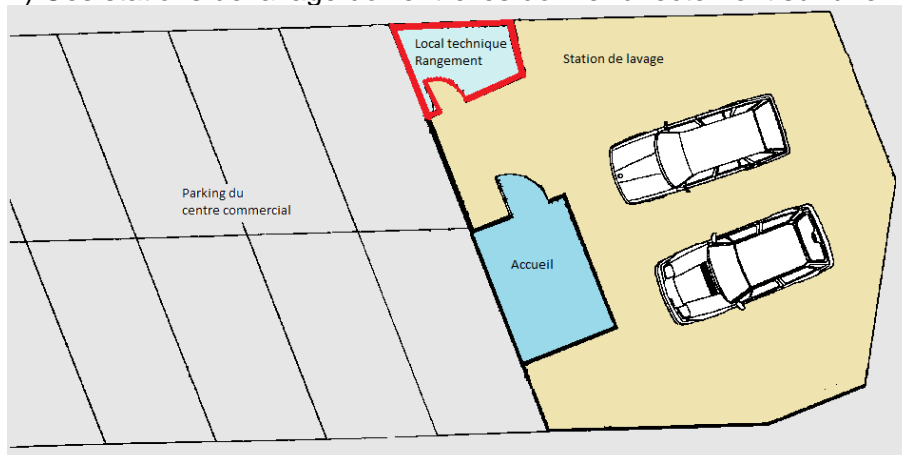 Local technique
Rangement
Station de lavage
Parking du
centre commercial
Accueil